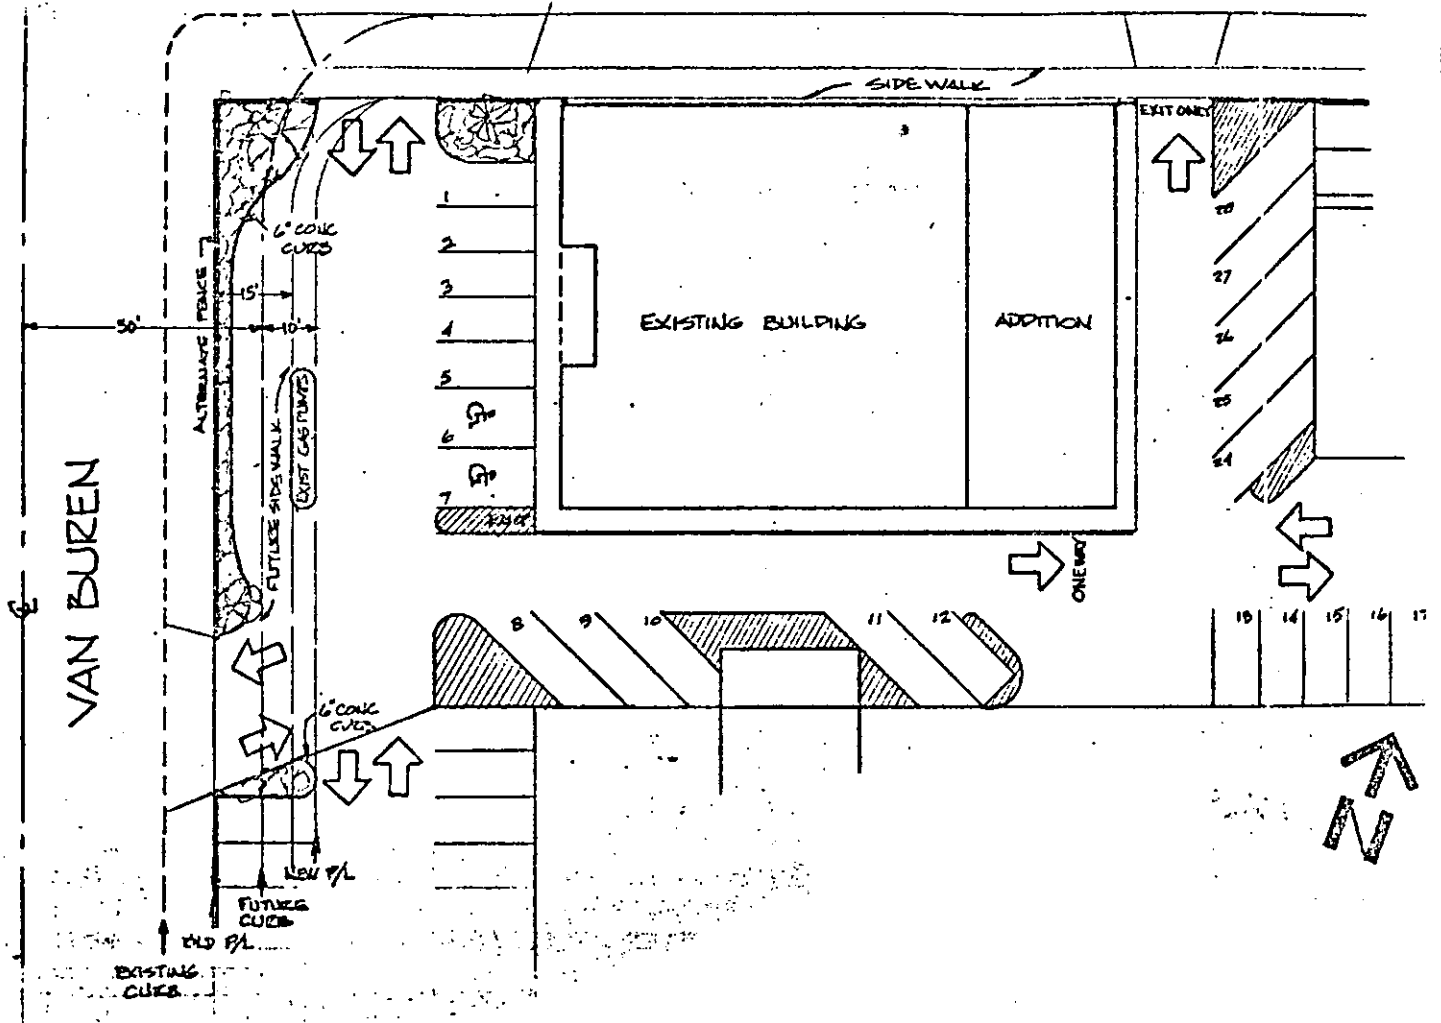 SIDE WALK
EXIT ONLY
1
2
3
4
5
6
7
6" CONC
CURB
ALTERNATE FENCE
15'
50'
10'
EXISTING BUILDING
ADDITION
FUTURE SIDE WALK
EXIST GAS PUMPS
VAN BUREN
28
27
26
25
24
ONE WAY
8
9
10
11
12
13
14
15
16
17
6" CONC
CURB
NEW P/L
FUTURE
CURB
OLD P/L
EXISTING
CURB
N